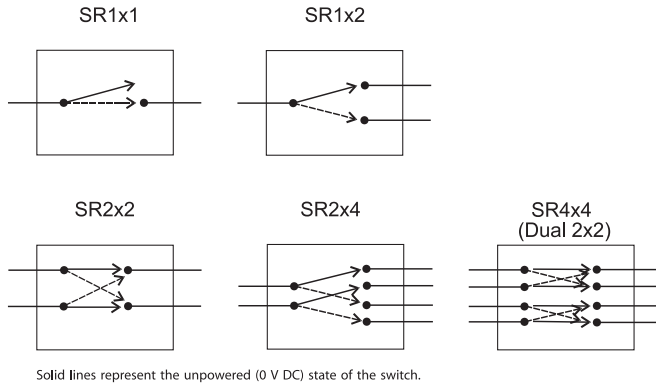 SR1x1
SR1x2
SR2x2
SR2x4
SR4x4
(Dual 2x2)
Solid lines represent the unpowered (0 V DC) state of the switch.